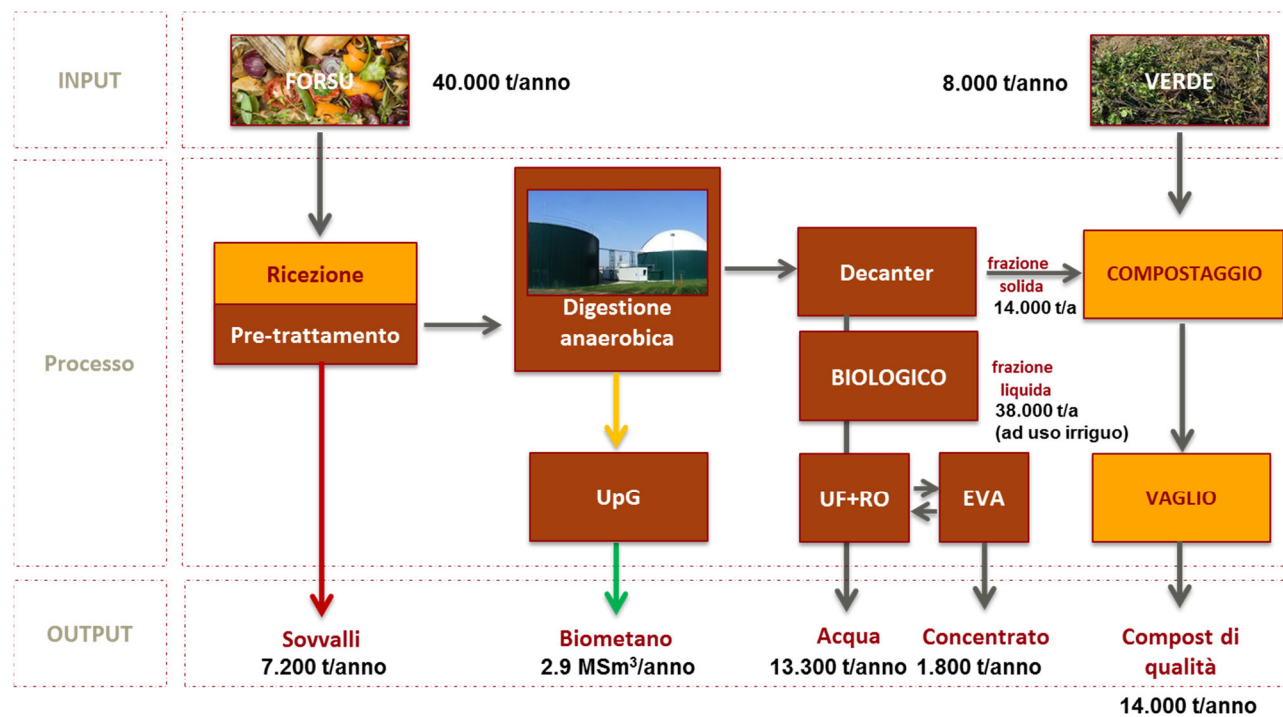 INPUT
FORSU
40.000 t/anno
8.000 t/anno
VERDE
Processo
Ricezione
Pre-trattamento
Digestione
anaerobica
Decanter
frazione
solida
14.000 t/a
COMPOSTAGGIO
BIOLOGICO
frazione
liquida
38.000 t/a
(ad uso irriguo)
UpG
UF+RO
EVA
VAGLIO
OUTPUT
Sovvalli
7.200 t/anno
Biometano
2.9 MSm³/anno
Acqua
13.300 t/anno
Concentrato
1.800 t/anno
Compost di
qualità
14.000 t/anno